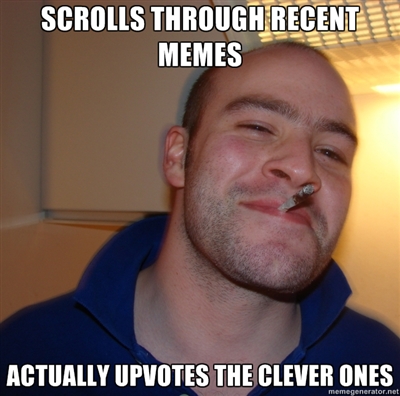 SCROLLS THROUGH RECENT
MEMES
ACTUALLY UPVOTES THE CLEVER ONES
memegenerator.net